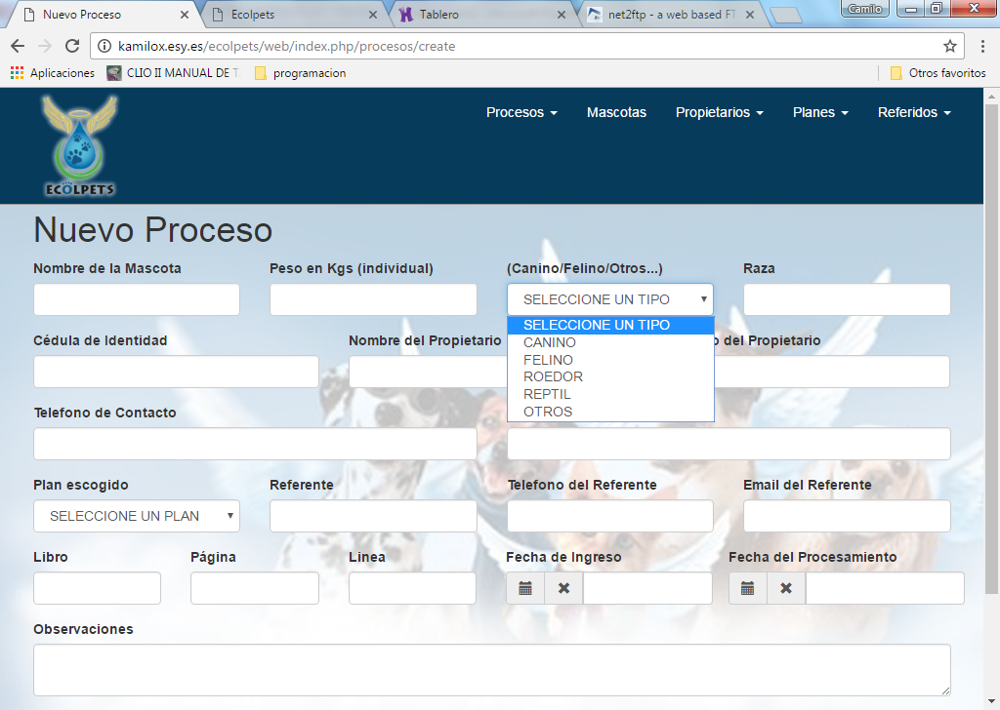 Nuevo Proceso
Ecolpets
Tablero
net2ftp - a web based FT
Camilo
kamilox.esy.es/ecolpets/web/index.php/procesos/create
Aplicaciones
CLIO II MANUAL DE T
programacion
Otros favoritos
ECOLPETS
Procesos
Mascotas
Propietarios
Planes
Referidos
Nuevo Proceso
Nombre de la Mascota
Peso en Kgs (individual)
(Canino/Felino/Otros...)
Raza
SELECCIONE UN TIPO
SELECCIONE UN TIPO
CANINO
FELINO
ROEDOR
REPTIL
OTROS
Cédula de Identidad
Nombre del Propietario
del Propietario
Telefono de Contacto
Plan escogido
Referente
Telefono del Referente
Email del Referente
SELECCIONE UN PLAN
Libro
Página
Linea
Fecha de Ingreso
Fecha del Procesamiento
Observaciones